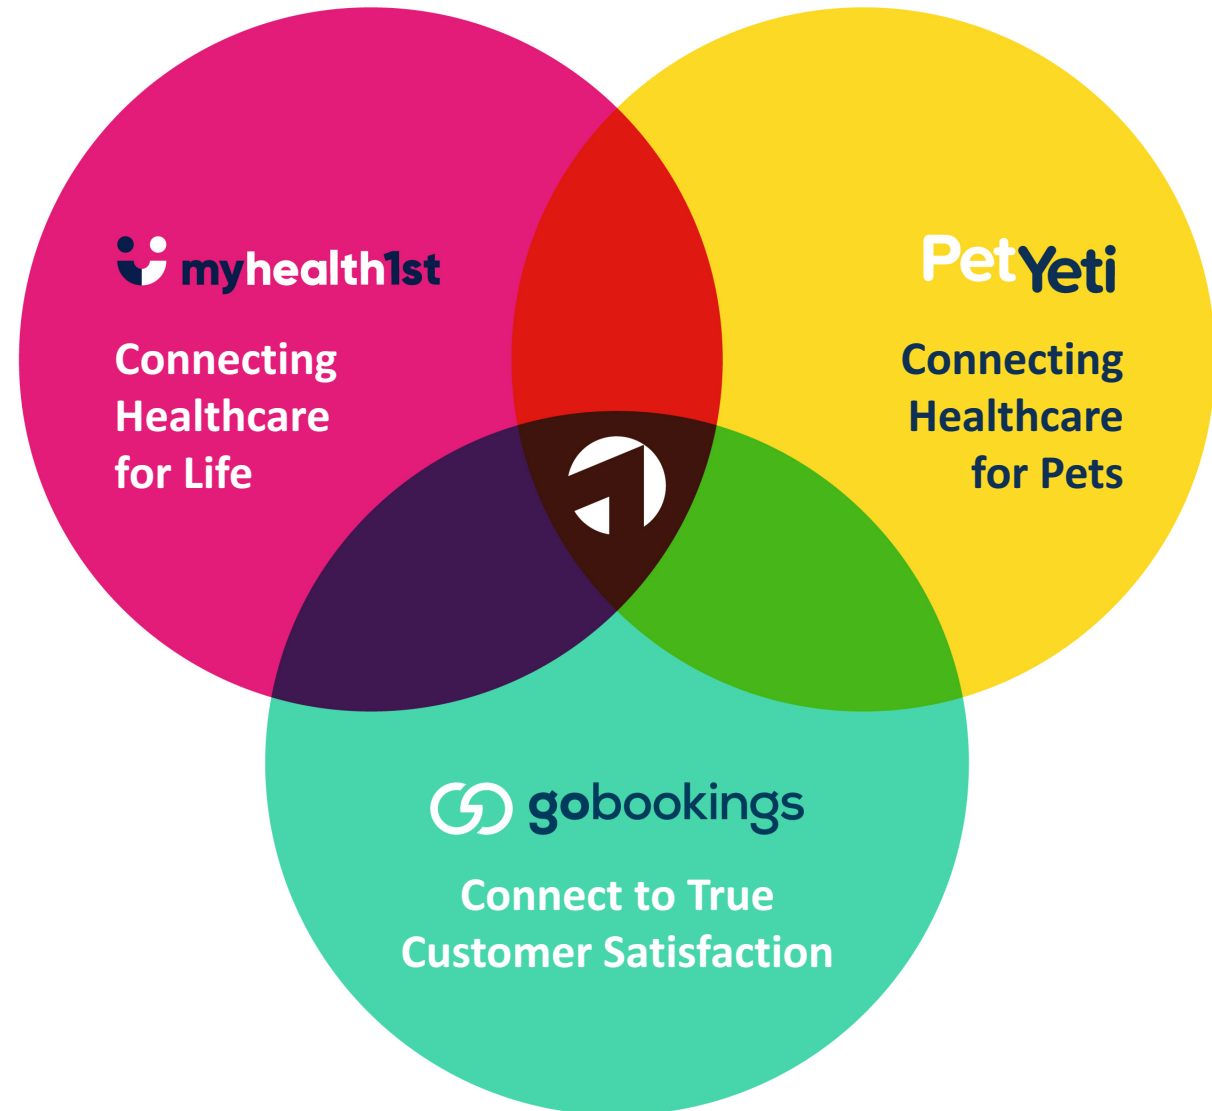 myhealth1st
Connecting
Healthcare
for Life
PetYeti
Connecting
Healthcare
for Pets
gobookings
Connect to True
Customer Satisfaction